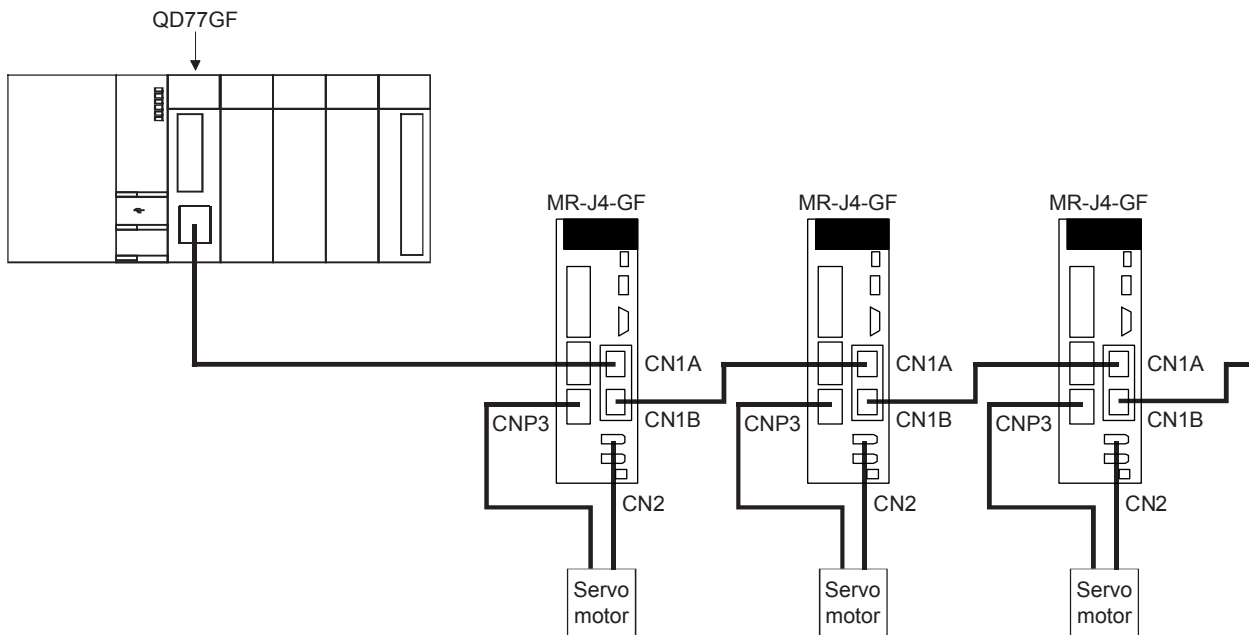 QD77GF
MR-J4-GF
MR-J4-GF
MR-J4-GF
CN1A
CN1A
CN1A
CNP3
CN1B
CNP3
CN1B
CNP3
CN1B
CN2
CN2
CN2
Servo
motor
Servo
motor
Servo
motor